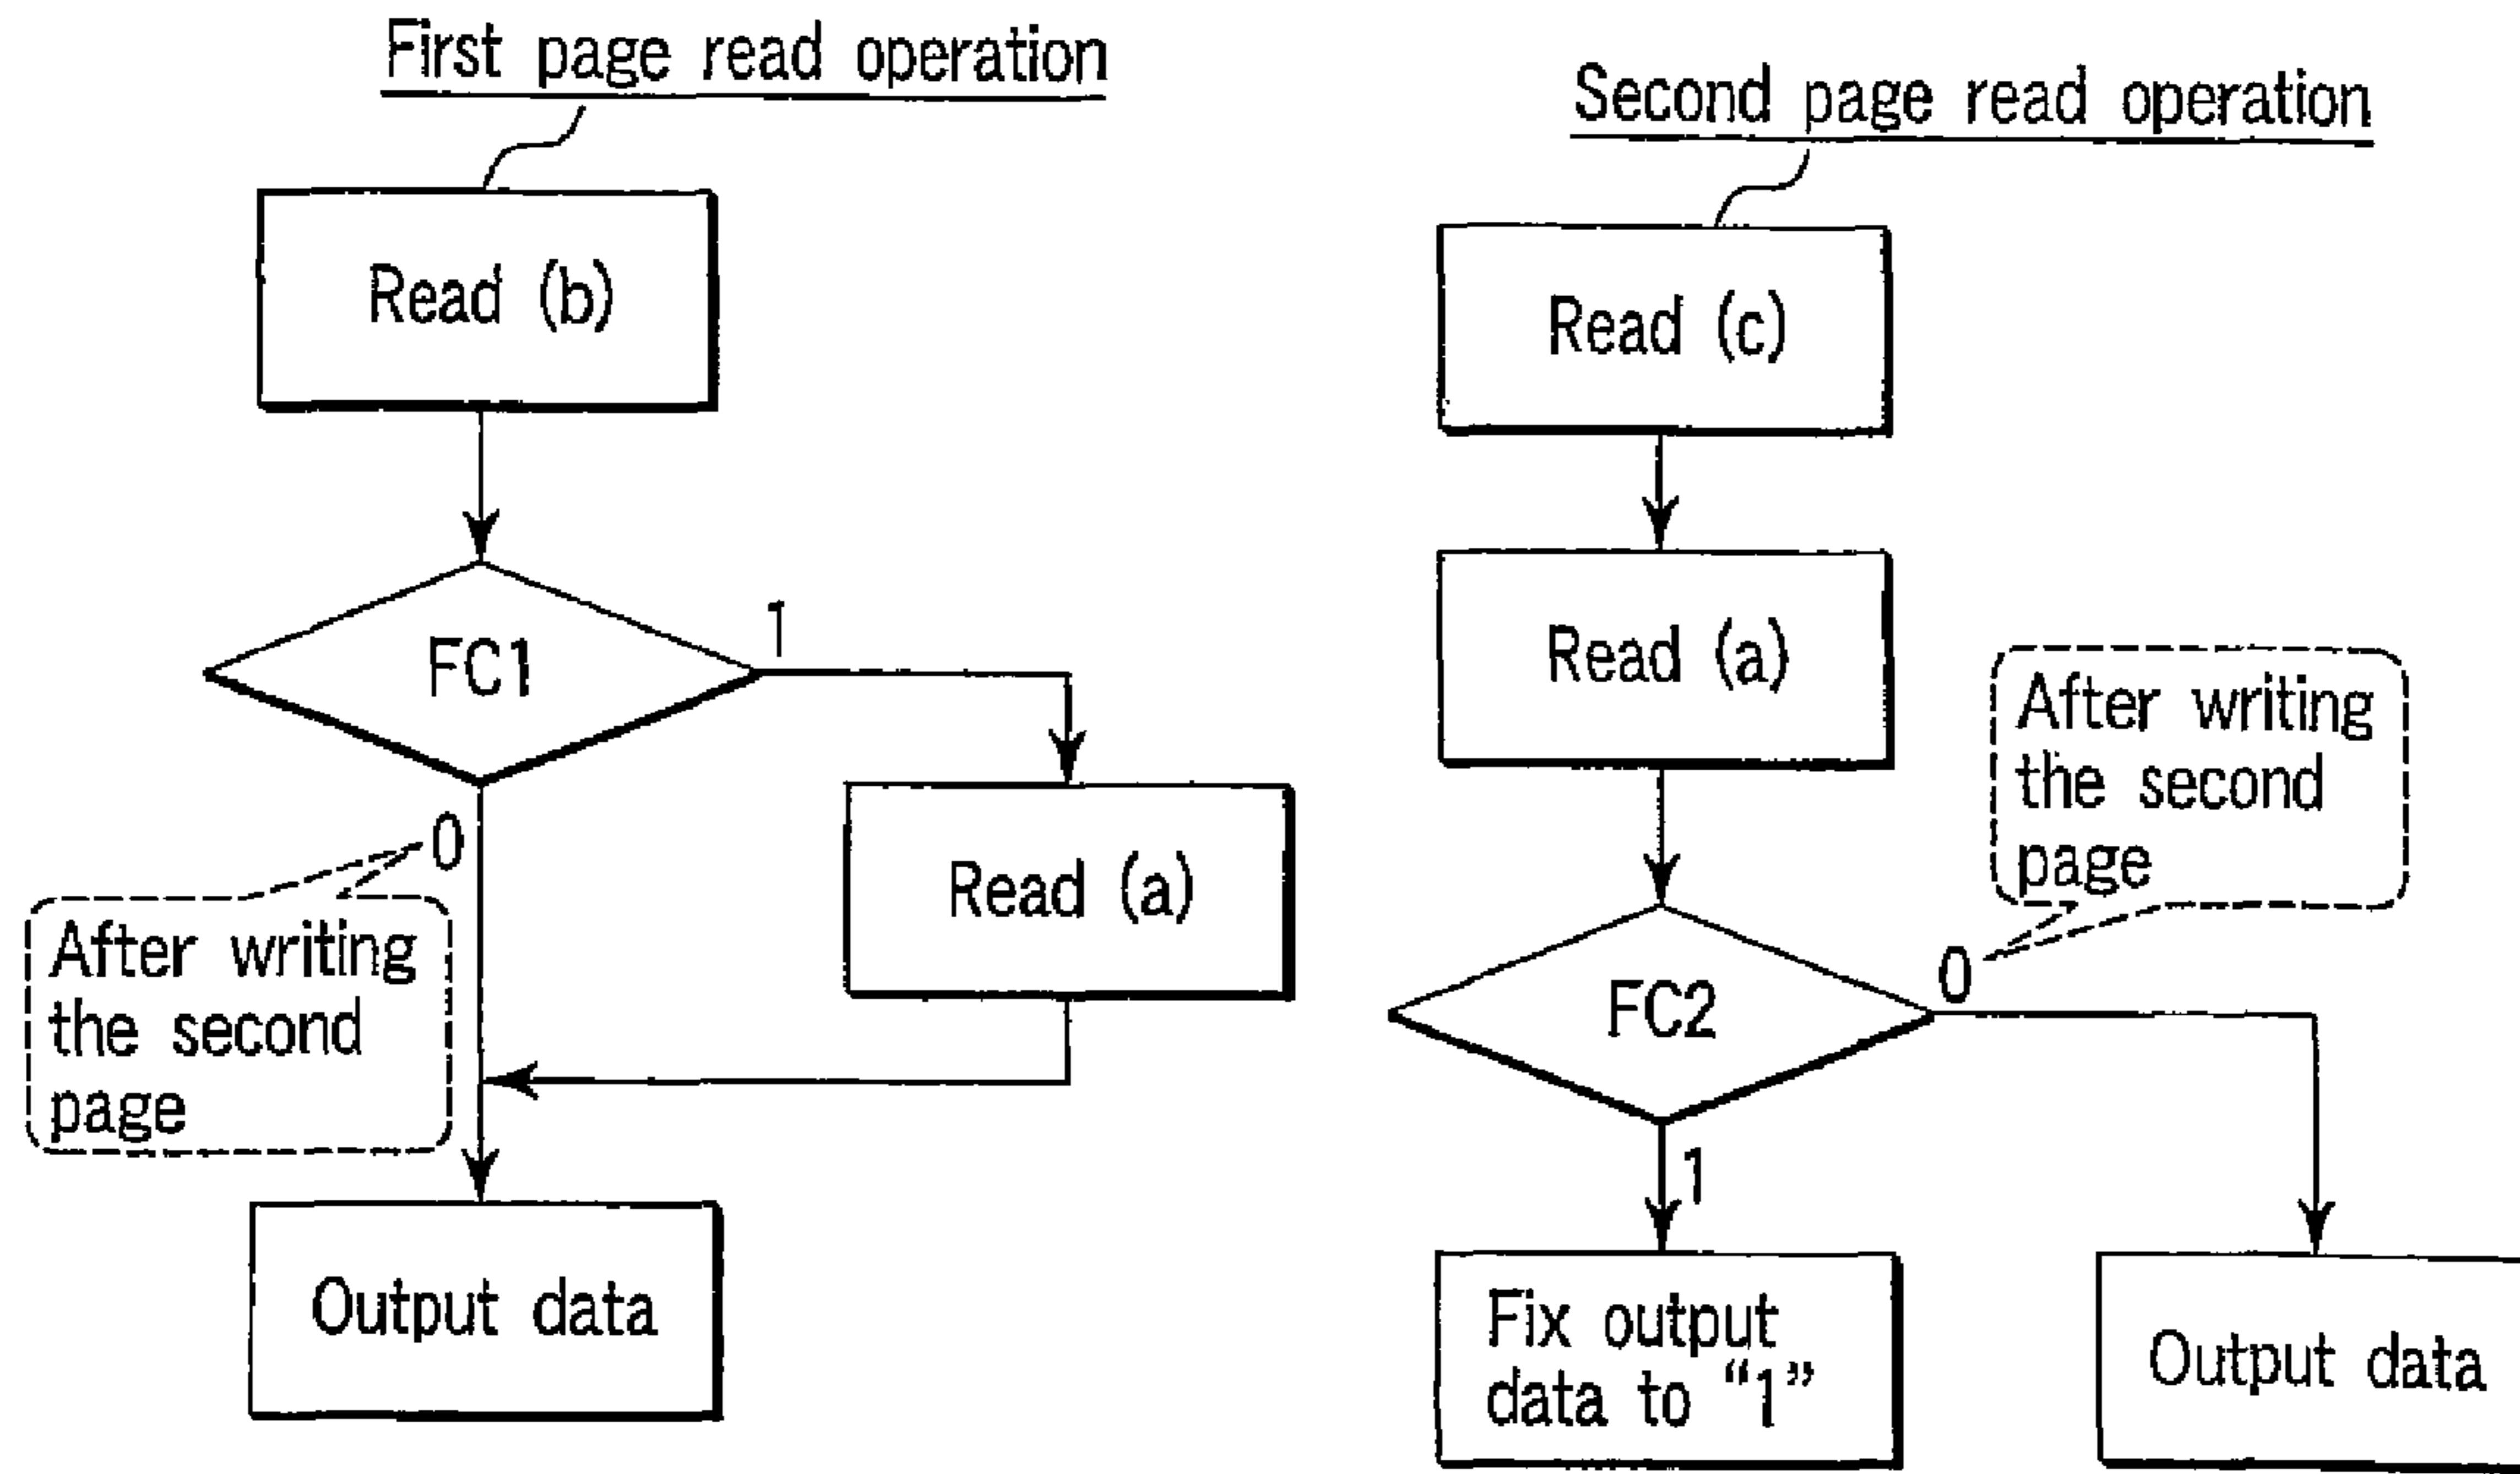 First page read operation
Read (b)
FC1
1
0
Read (a)
After writing
the second
page
Output data
Second page read operation
Read (c)
Read (a)
After writing
the second
page
FC2
0
1
Fix output
data to “1”
Output data